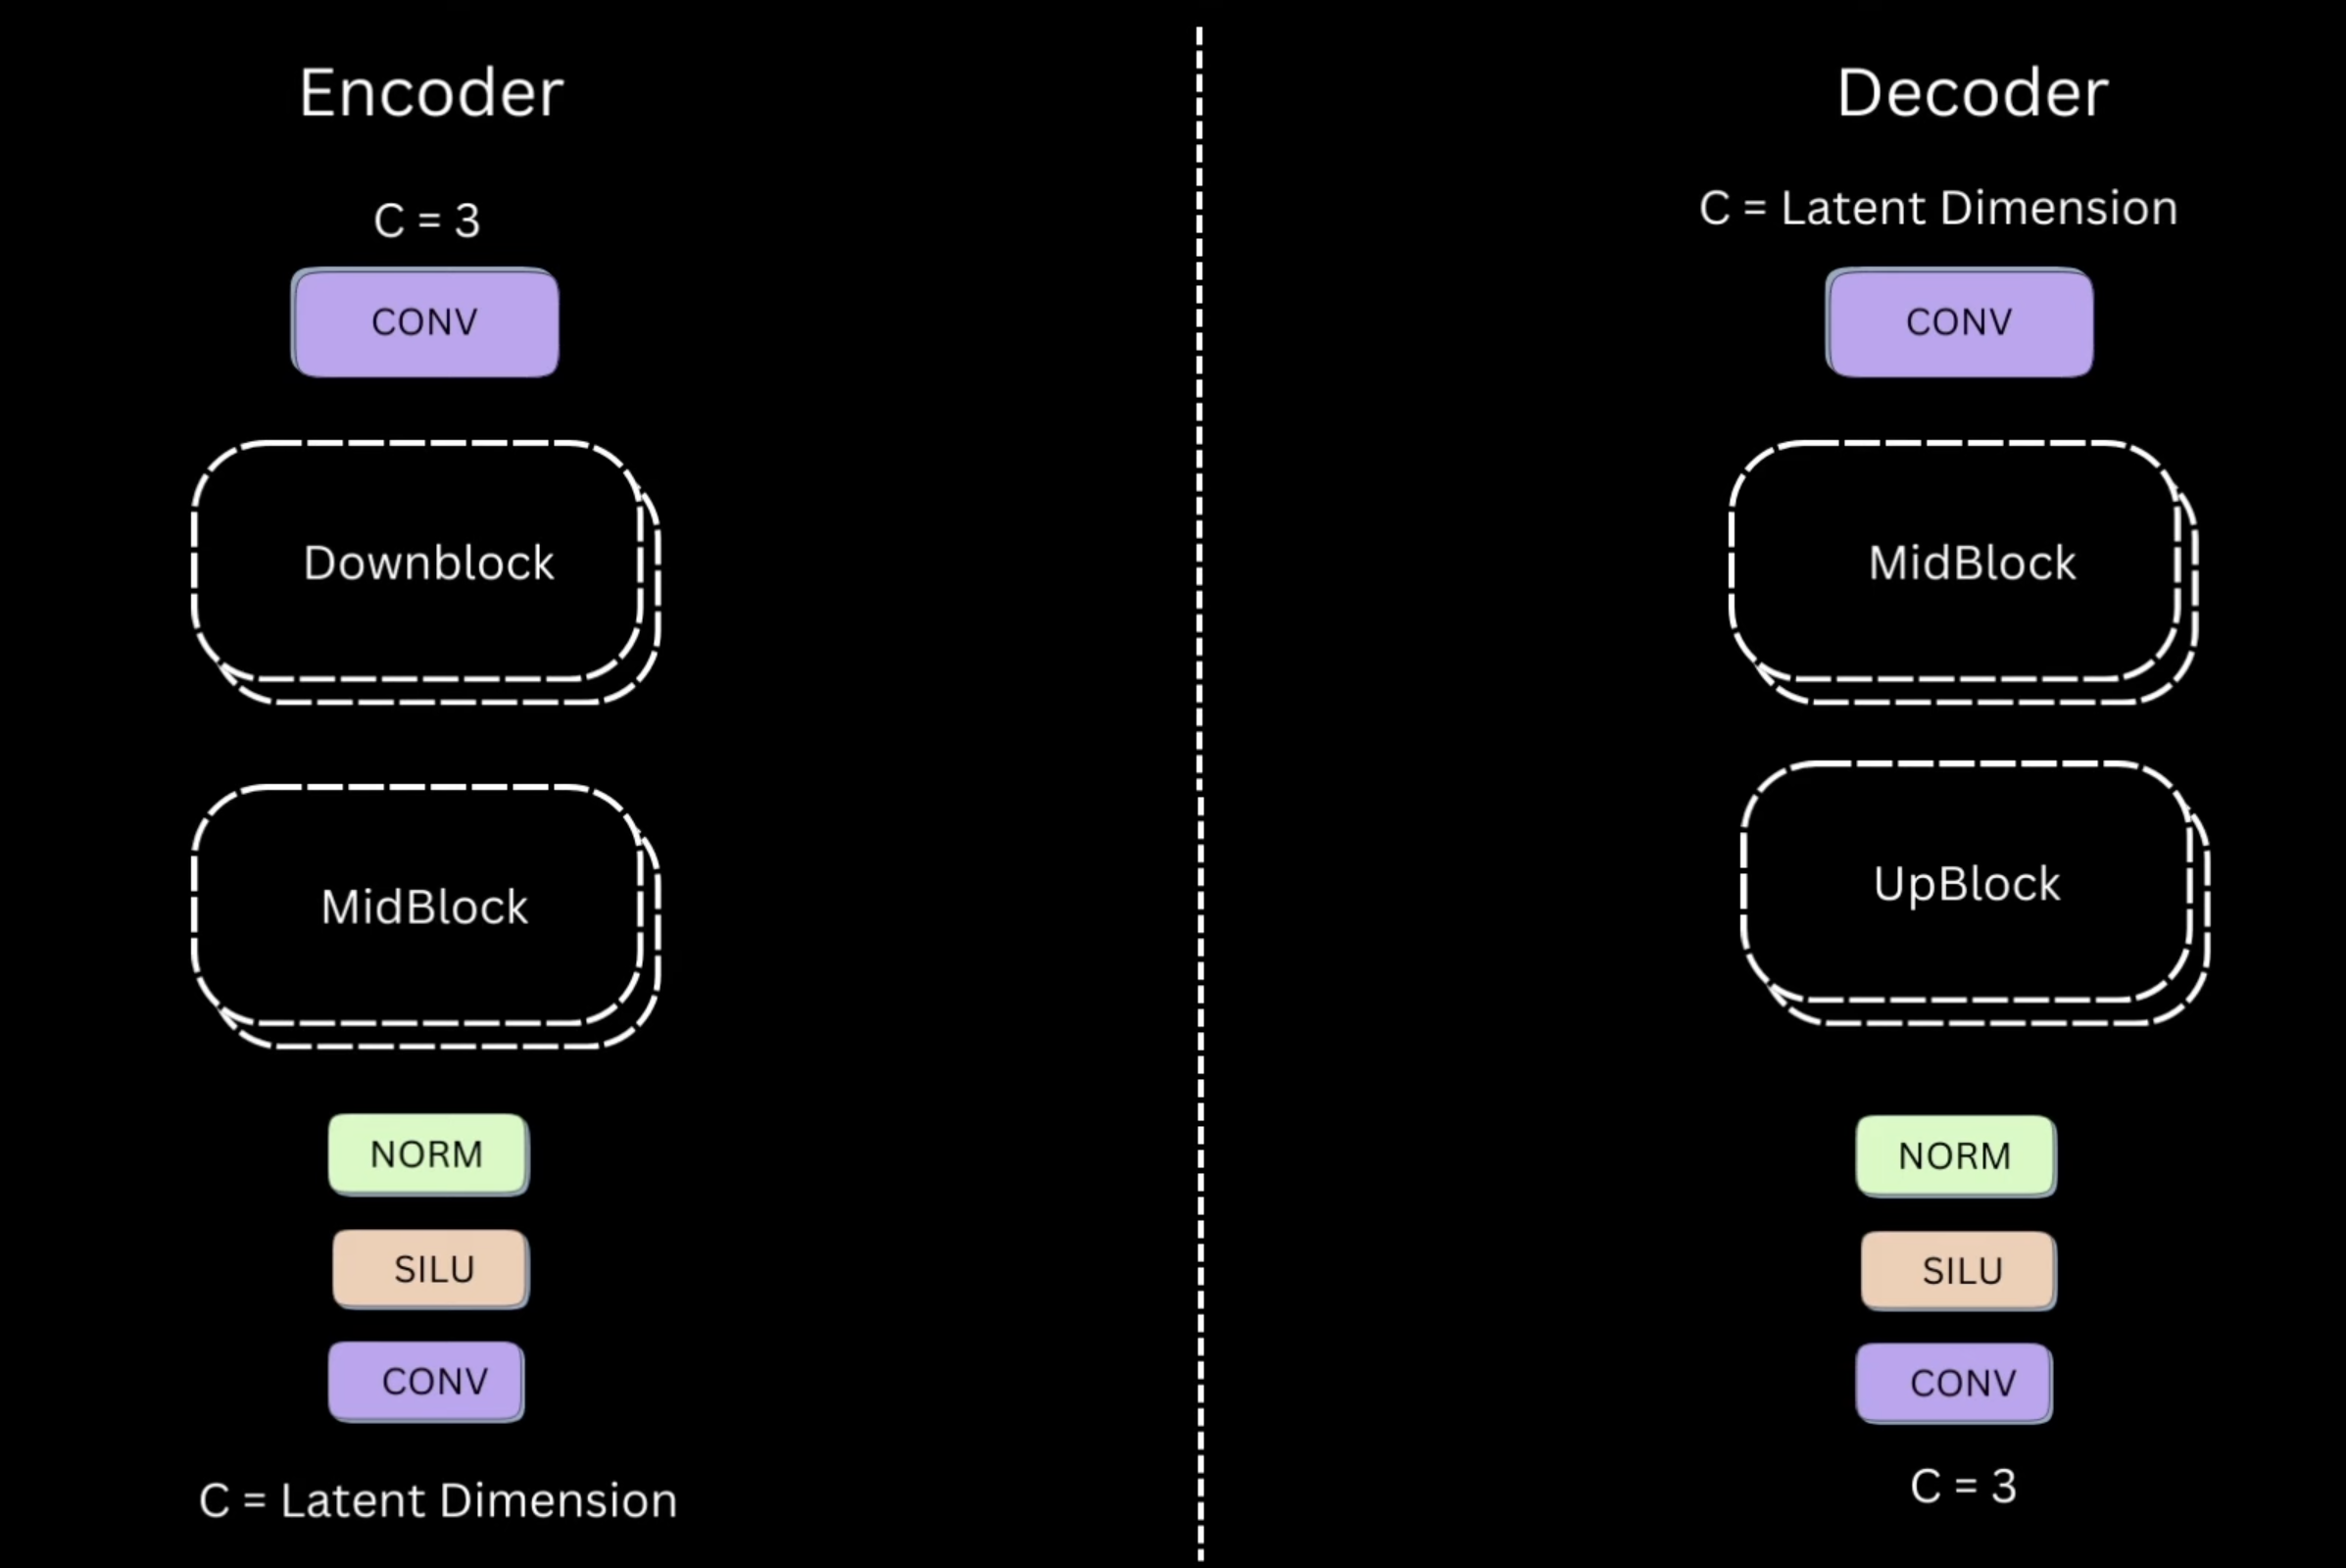 Encoder
C = 3
CONV
Downblock
MidBlock
NORM
SILU
CONV
C = Latent Dimension
Decoder
C = Latent Dimension
CONV
MidBlock
UpBlock
NORM
SILU
CONV
C = 3